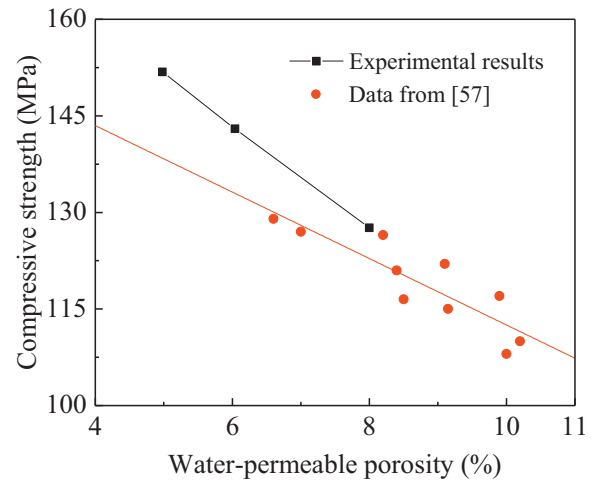 160
145
130
115
100
Compressive strength (MPa)
Experimental results
Data from [57]
4
6
8
10
11
Water-permeable porosity (%)